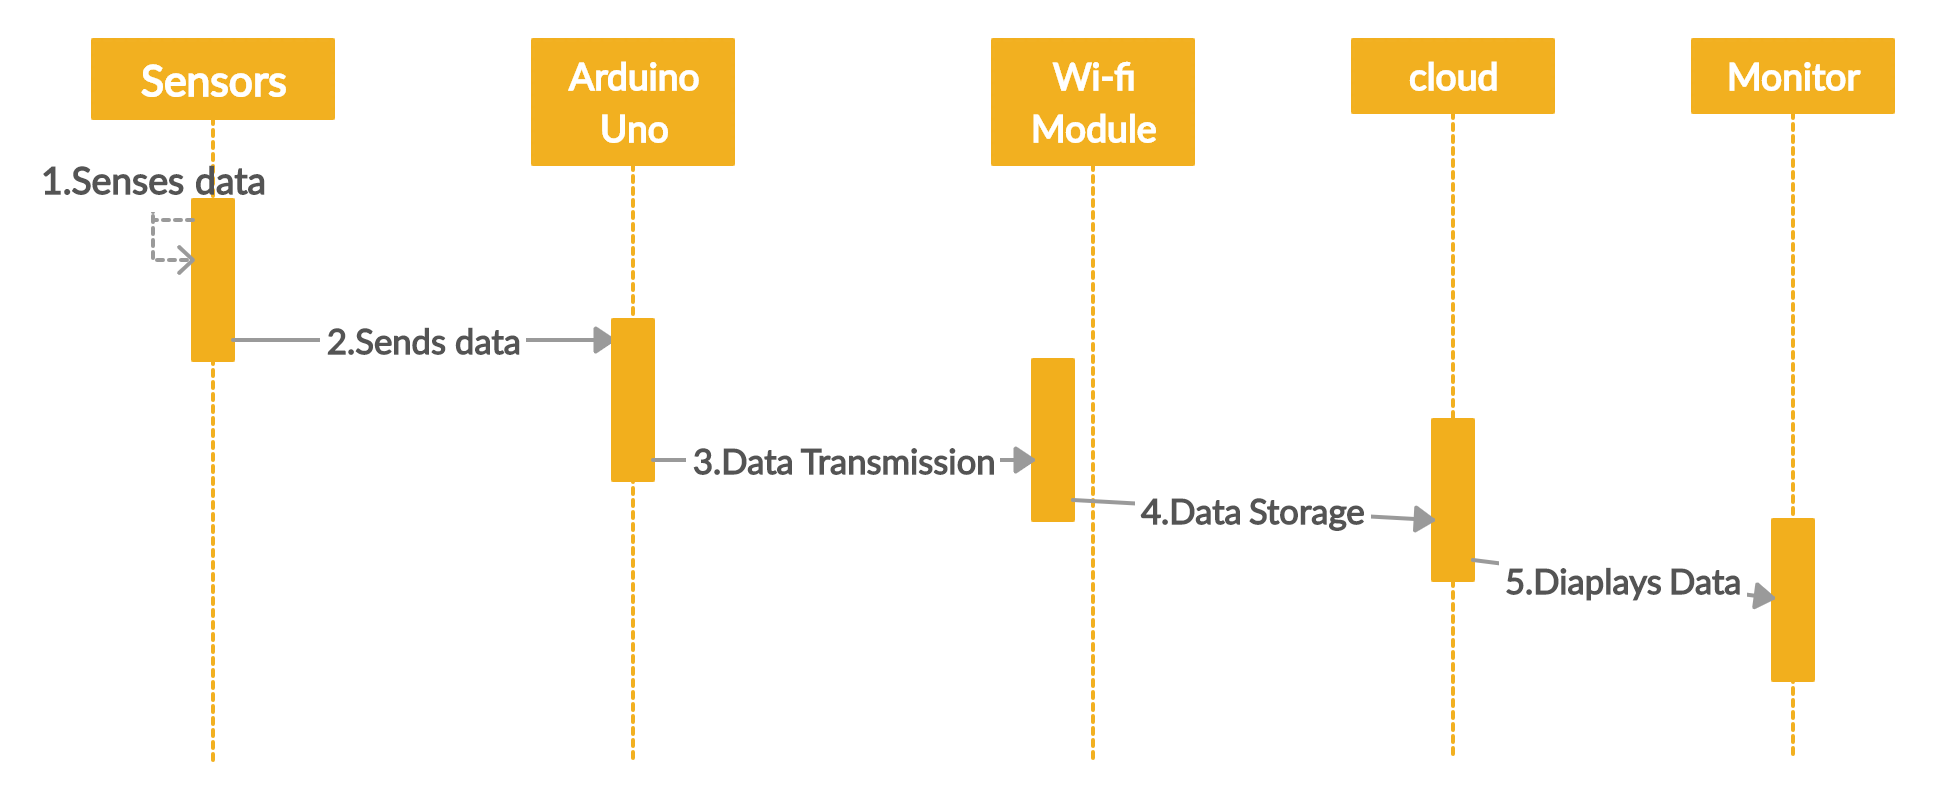 Sensors
Arduino
Uno
Wi-fi
Module
cloud
Monitor
1.Senses data
2.Sends data
3.Data Transmission
4.Data Storage
5.Diaplays Data